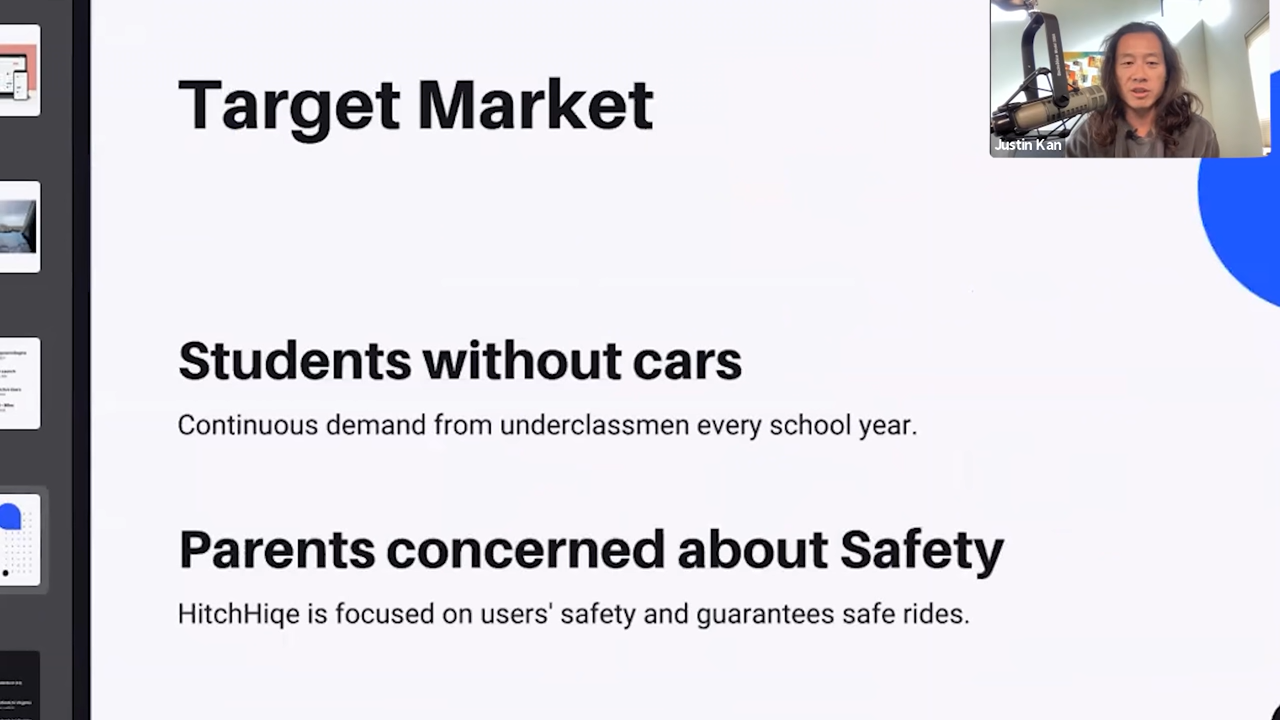 Target Market
Justin Kan
Students without cars
Continuous demand from underclassmen every school year.
Parents concerned about Safety
HitchHiqe is focused on users' safety and guarantees safe rides.